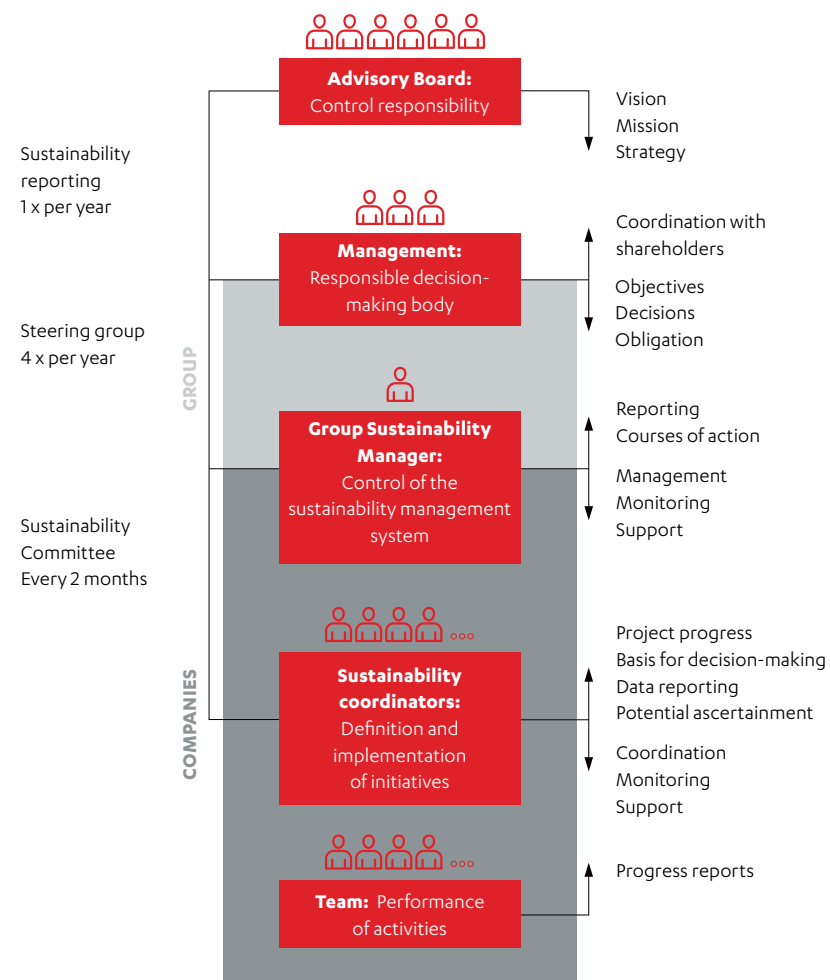 Advisory Board:
Control responsibility
Vision
Mission
Strategy
Sustainability
reporting
1 x per year
Management:
Responsible decision-
making body
Coordination with
shareholders
Objectives
Decisions
Obligation
Steering group
4 x per year
GROUP
Group Sustainability
Manager:
Control of the
sustainability management
system
Reporting
Courses of action
Management
Monitoring
Support
Sustainability
Committee
Every 2 months
COMPANIES
Sustainability
coordinators:
Definition and
implementation
of initiatives
Project progress
Basis for decision-making
Data reporting
Potential ascertainment
Coordination
Monitoring
Support
Team: Performance
of activities
Progress reports